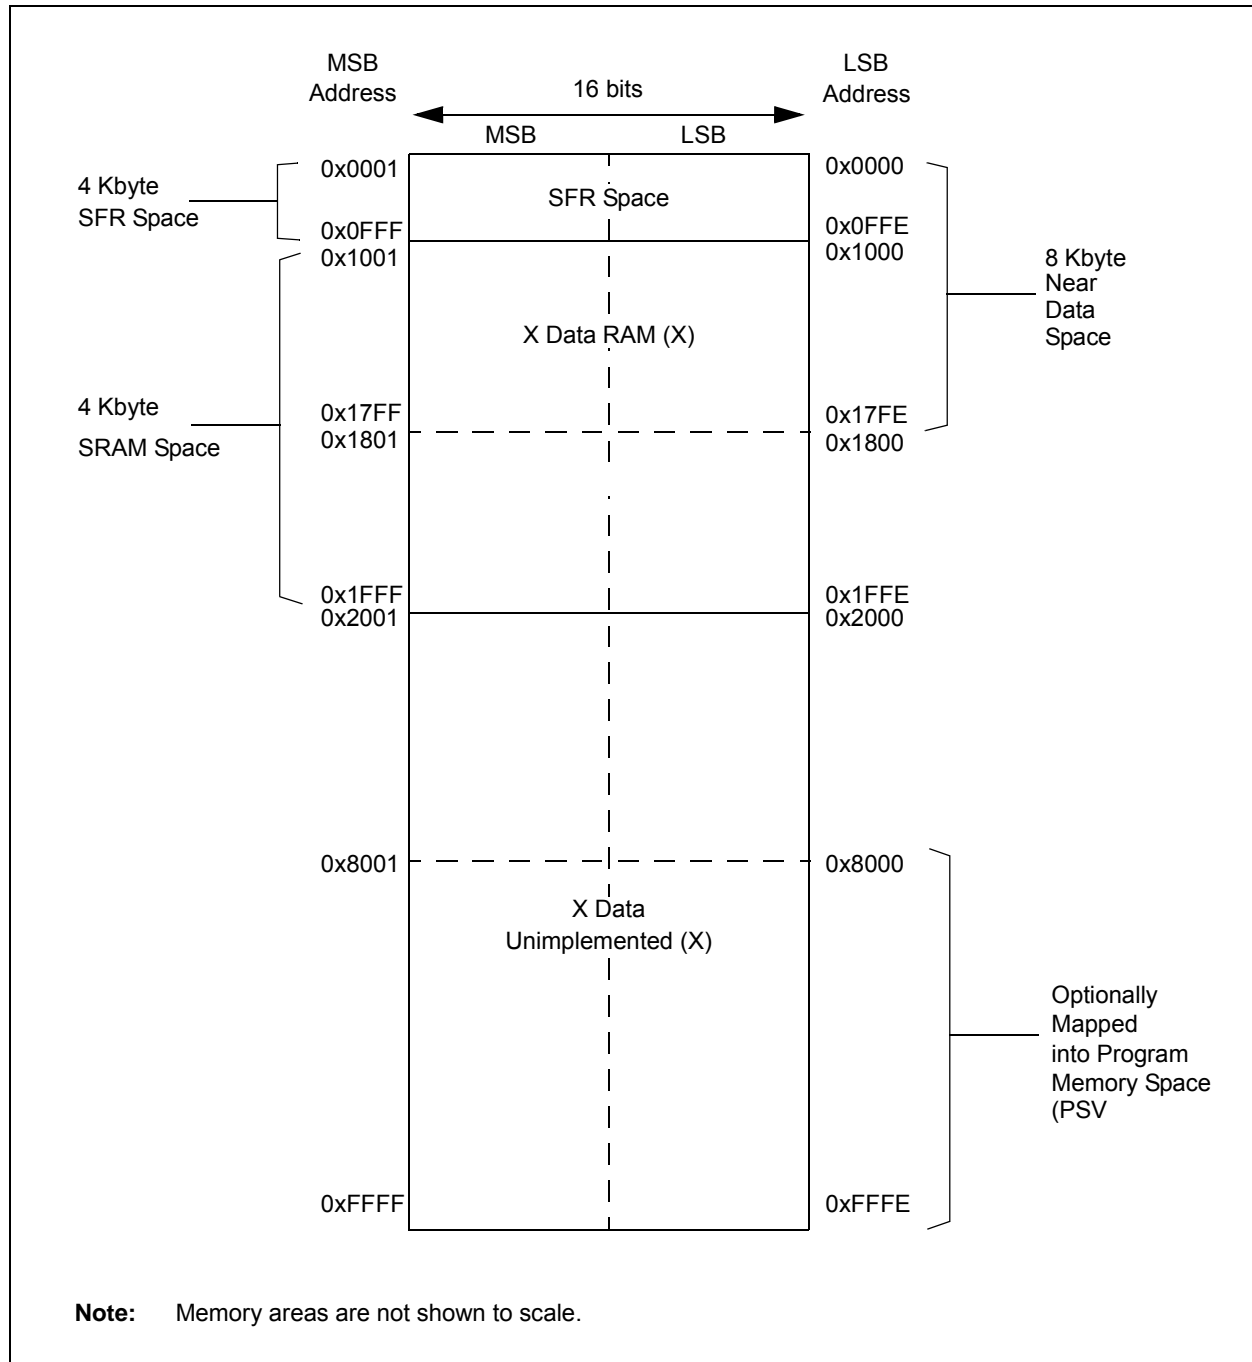 MSB
Address
16 bits
LSB
Address
MSB
LSB
4 Kbyte
SFR Space
0x0001
0x0FFF
SFR Space
0x0000
0x0FFE
0x1001
0x1000
8 Kbyte
Near
Data
Space
X Data RAM (X)
4 Kbyte
SRAM Space
0x17FF
0x1801
0x17FE
0x1800
0x1FFF
0x2001
0x1FFE
0x2000
0x8001
0x8000
X Data
Unimplemented (X)
Optionally
Mapped
into Program
Memory Space
(PSV
0xFFFF
0xFFFE
Note: Memory areas are not shown to scale.